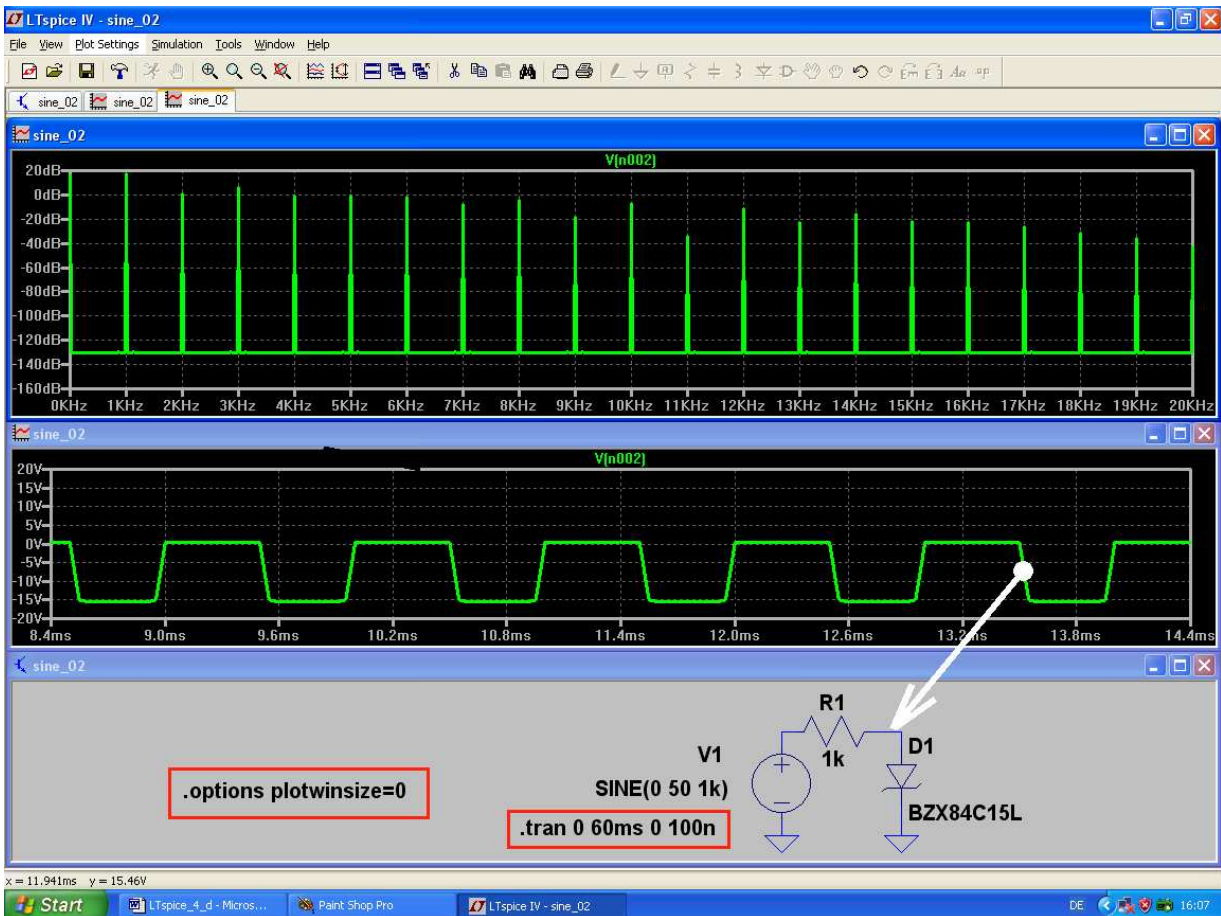 LTspice IV - sine_02
File View Plot Settings Simulation Tools Window Help
sine_02 sine_02 sine_02
sine_02
V(n002)
20dB
0dB
-20dB
-40dB
-60dB
-80dB
100dB
120dB
140dB
160dB
0KHz 1KHz 2KHz 3KHz 4KHz 5KHz 6KHz 7KHz 8KHz 9KHz 10KHz 11KHz 12KHz 13KHz 14KHz 15KHz 16KHz 17KHz 18KHz 19KHz 20KHz
sine_02
V(n002)
20V
15V
10V
5V
0V
-5V
10V
15V
20V
8.4ms 9.0ms 9.6ms 10.2ms 10.8ms 11.4ms 12.0ms 12.6ms 13.2ms 13.8ms 14.4ms
sine_02
R1
1k
D1
V1
SINE(0 50 1k)
BZX84C15L
.options plotwinsize=0
.tran 0 60ms 0 100n
x = 11.941ms y = 15.46V
Start LTspice_4_d - Micros... Paint Shop Pro LTspice IV - sine_02 DE 16:07